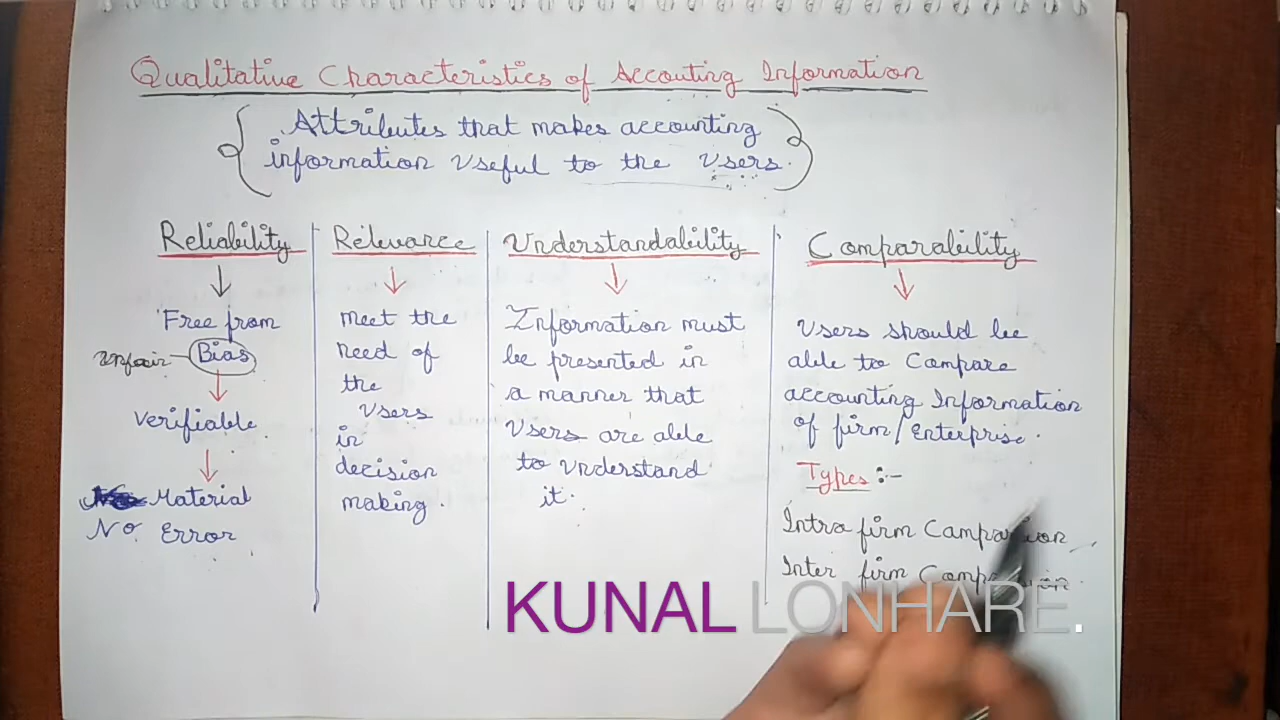 Qualitative Characteristics of Accouting Information
Attributes that makes accounting
information useful to the users.
Reliability
Free from
Unfair
Bias
Verifiable
Material
No Error
Relevance
meet the
need of
the
users
in
decision
making.
Understandability
Information must
be presented in
a manner that
users are able
to understand
it.
Comparability
Users should be
able to Compare
accounting Information
of firm/Enterprise.
Types :-
Intra firm
Inter firm
KUNAL LONHARE.